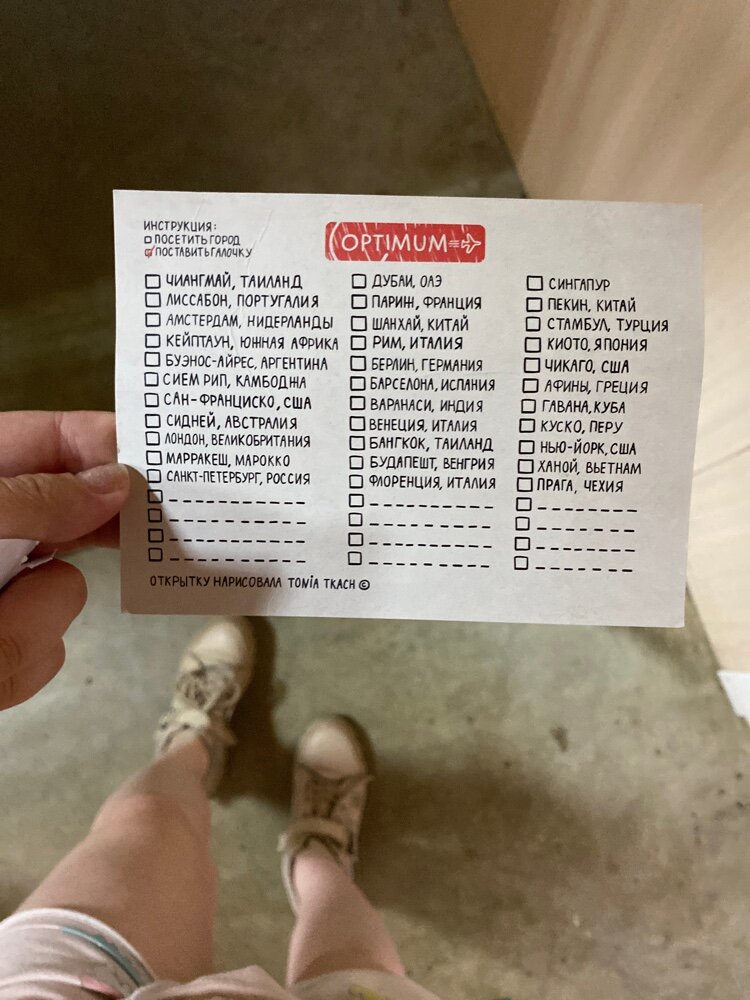 ИНСТРУКЦИЯ:
ПОСЕТИТЬ ГОРОД
ПОСТАВИТЬ ГАЛОЧКУ
OPTIMUM
ЧИАНГМАЙ, ТАИЛАНД
ЛИССАБОН, ПОРТУГАЛИЯ
АМСТЕРДАМ, НИДЕРЛАНДЫ
КЕЙПТАУН, ЮЖНАЯ АФРИКА
БУЭНОС-АЙРЕС, АРГЕНТИНА
СИЕМ РИП, КАМБОДЖА
САН-ФРАНЦИСКО, США
СИДНЕЙ, АВСТРАЛИЯ
ЛОНДОН, ВЕЛИКОБРИТАНИЯ
МАРРАКЕШ, МАРОККО
САНКТ-ПЕТЕРБУРГ, РОССИЯ
ДУБАИ, ОАЭ
ПАРИЖ, ФРАНЦИЯ
ШАНХАЙ, КИТАЙ
РИМ, ИТАЛИЯ
БЕРЛИН, ГЕРМАНИЯ
БАРСЕЛОНА, ИСПАНИЯ
ВАРАНАСИ, ИНДИЯ
ВЕНЕЦИЯ, ИТАЛИЯ
БАНГКОК, ТАИЛАНД
БУДАПЕШТ, ВЕНГРИЯ
ФЛОРЕНЦИЯ, ИТАЛИЯ
СИНГАПУР
ПЕКИН, КИТАЙ
СТАМБУЛ, ТУРЦИЯ
КИОТО, ЯПОНИЯ
ЧИКАГО, США
АФИНЫ, ГРЕЦИЯ
ГАВАНА, КУБА
КУСКО, ПЕРУ
НЬЮ-ЙОРК, США
ХАНОЙ, ВЬЕТНАМ
ПРАГА, ЧЕХИЯ
ОТКРЫТКУ НАРИСОВАЛА TONIA TKACH ©